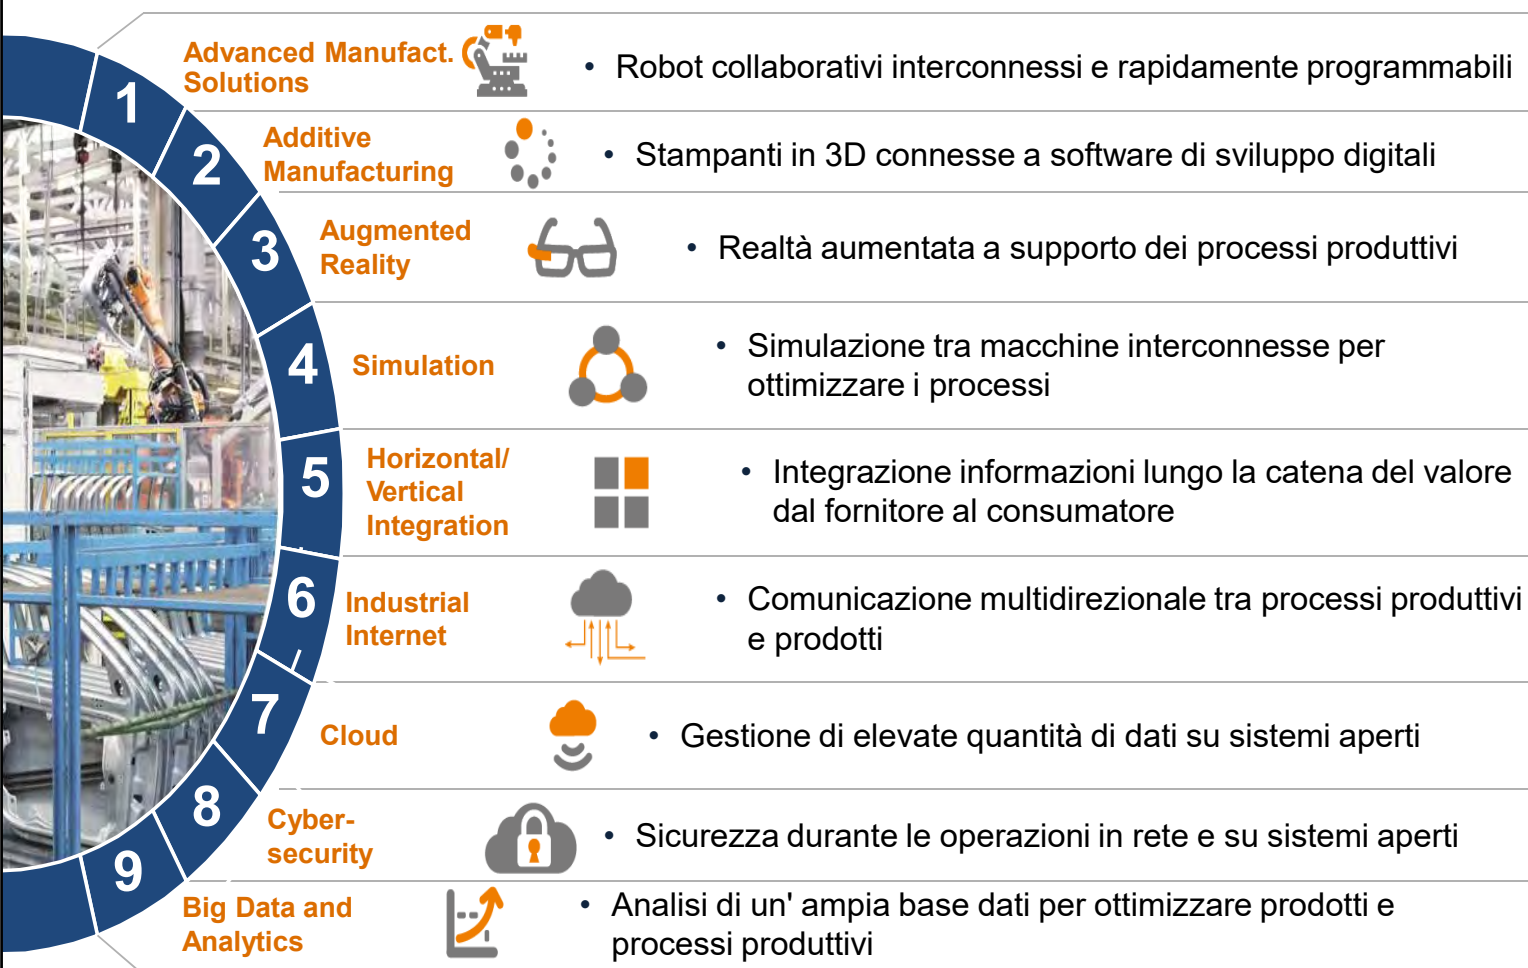 1
Advanced Manufact.
Solutions
• Robot collaborativi interconnessi e rapidamente programmabili
2
Additive
Manufacturing
• Stampanti in 3D connesse a software di sviluppo digitali
3
Augmented
Reality
• Realtà aumentata a supporto dei processi produttivi
4
Simulation
• Simulazione tra macchine interconnesse per
ottimizzare i processi
5
Horizontal/
Vertical
Integration
• Integrazione informazioni lungo la catena del valore
dal fornitore al consumatore
6
Industrial
Internet
• Comunicazione multidirezionale tra processi produttivi
e prodotti
7
Cloud
• Gestione di elevate quantità di dati su sistemi aperti
8
Cyber-
security
• Sicurezza durante le operazioni in rete e su sistemi aperti
9
Big Data and
Analytics
• Analisi di un' ampia base dati per ottimizzare prodotti e
processi produttivi